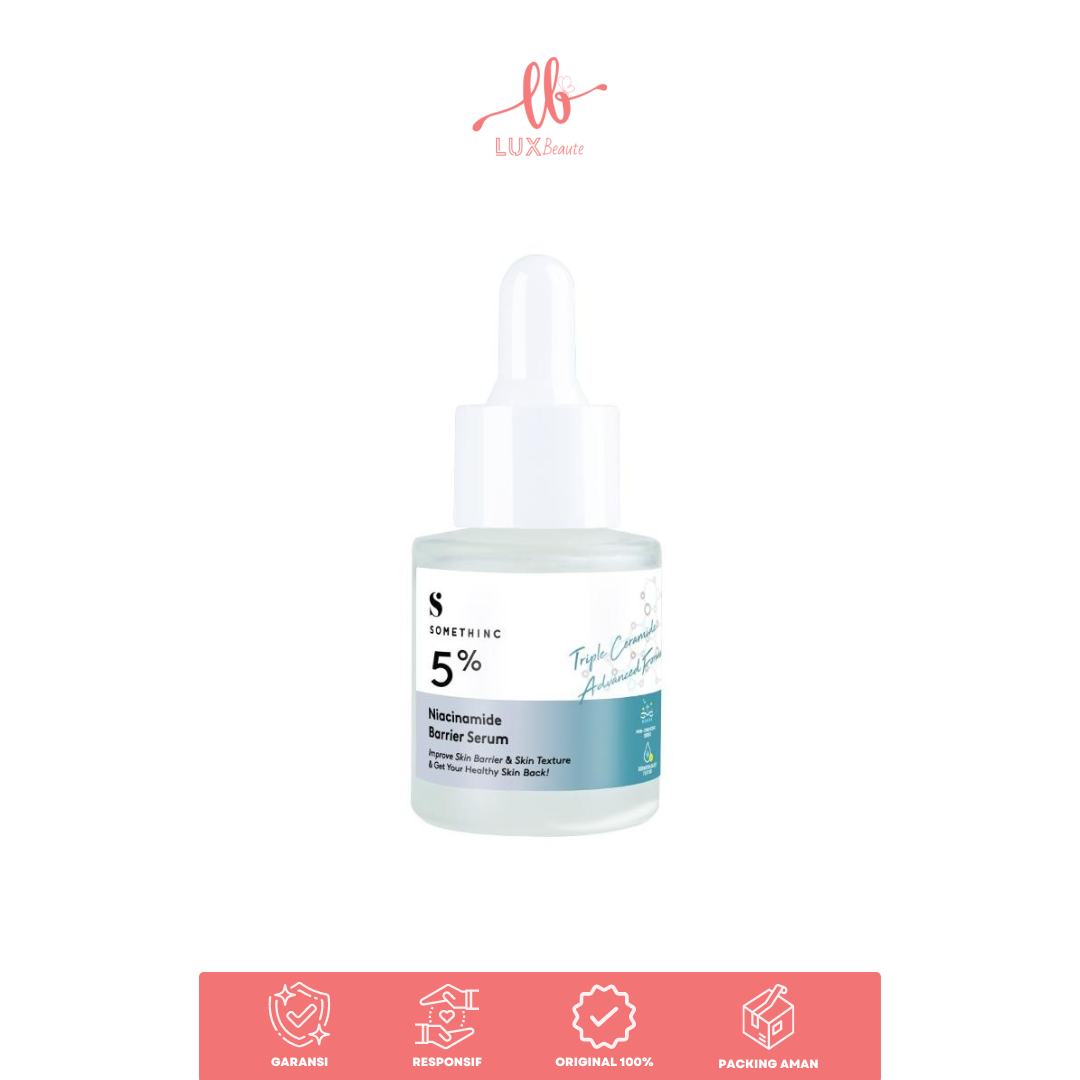 lb
LUX Beaute
S
SOMETHINC
5%
Triple Ceramide
Advanced
Niacinamide
Barrier Serum
Improve Skin Barrier & Skin Texture
& Get Your Healthy Skin Back!
GARANSI
RESPONSIF
ORIGINAL 100%
PACKING AMAN